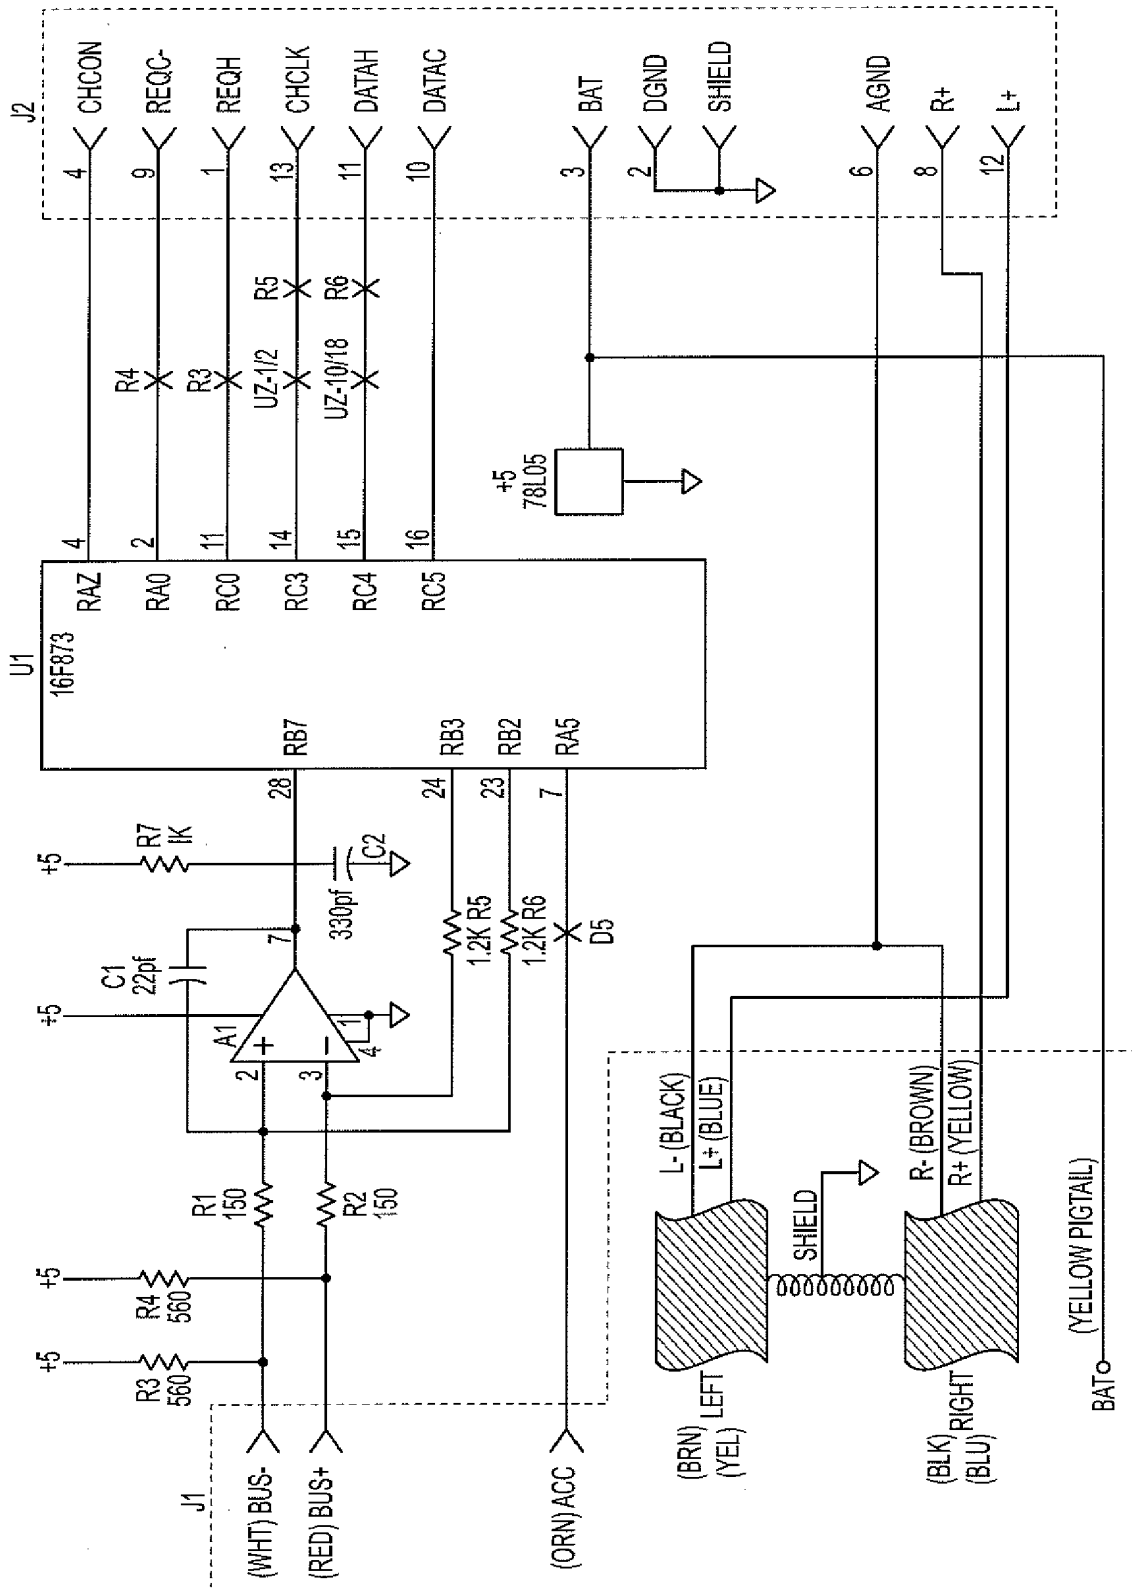 J2
4 CHCON
9 REQC-
1 REQH
13 CHCLK
11 DATAH
10 DATAC
3 BAT
2 DGND
SHIELD
6 AGND
8 R+
12 L+
R4
R3
R5
UZ-1/2
R6
UZ-10/18
+5
78L05
U1
16F873
4 RAZ
2 RA0
11 RC0
14 RC3
15 RC4
16 RC5
RB7 28
RB3 24
RB2 23
RA5 7
+5
R7
1K
330pf
C2
C1
22pf
+5
A1
+
-
2
3
7
1
4
1.2K R5
1.2K R6
D5
R1
150
R2
150
+5
R4
560
+5
R3
560
J1
(WHT) BUS-
(RED) BUS+
(ORN) ACC
L- (BLACK)
L+ (BLUE)
R- (BROWN)
R+ (YELLOW)
SHIELD
(BRN)
LEFT
(YEL)
(BLK)
RIGHT
(BLU)
(YELLOW PIGTAIL)
BAT